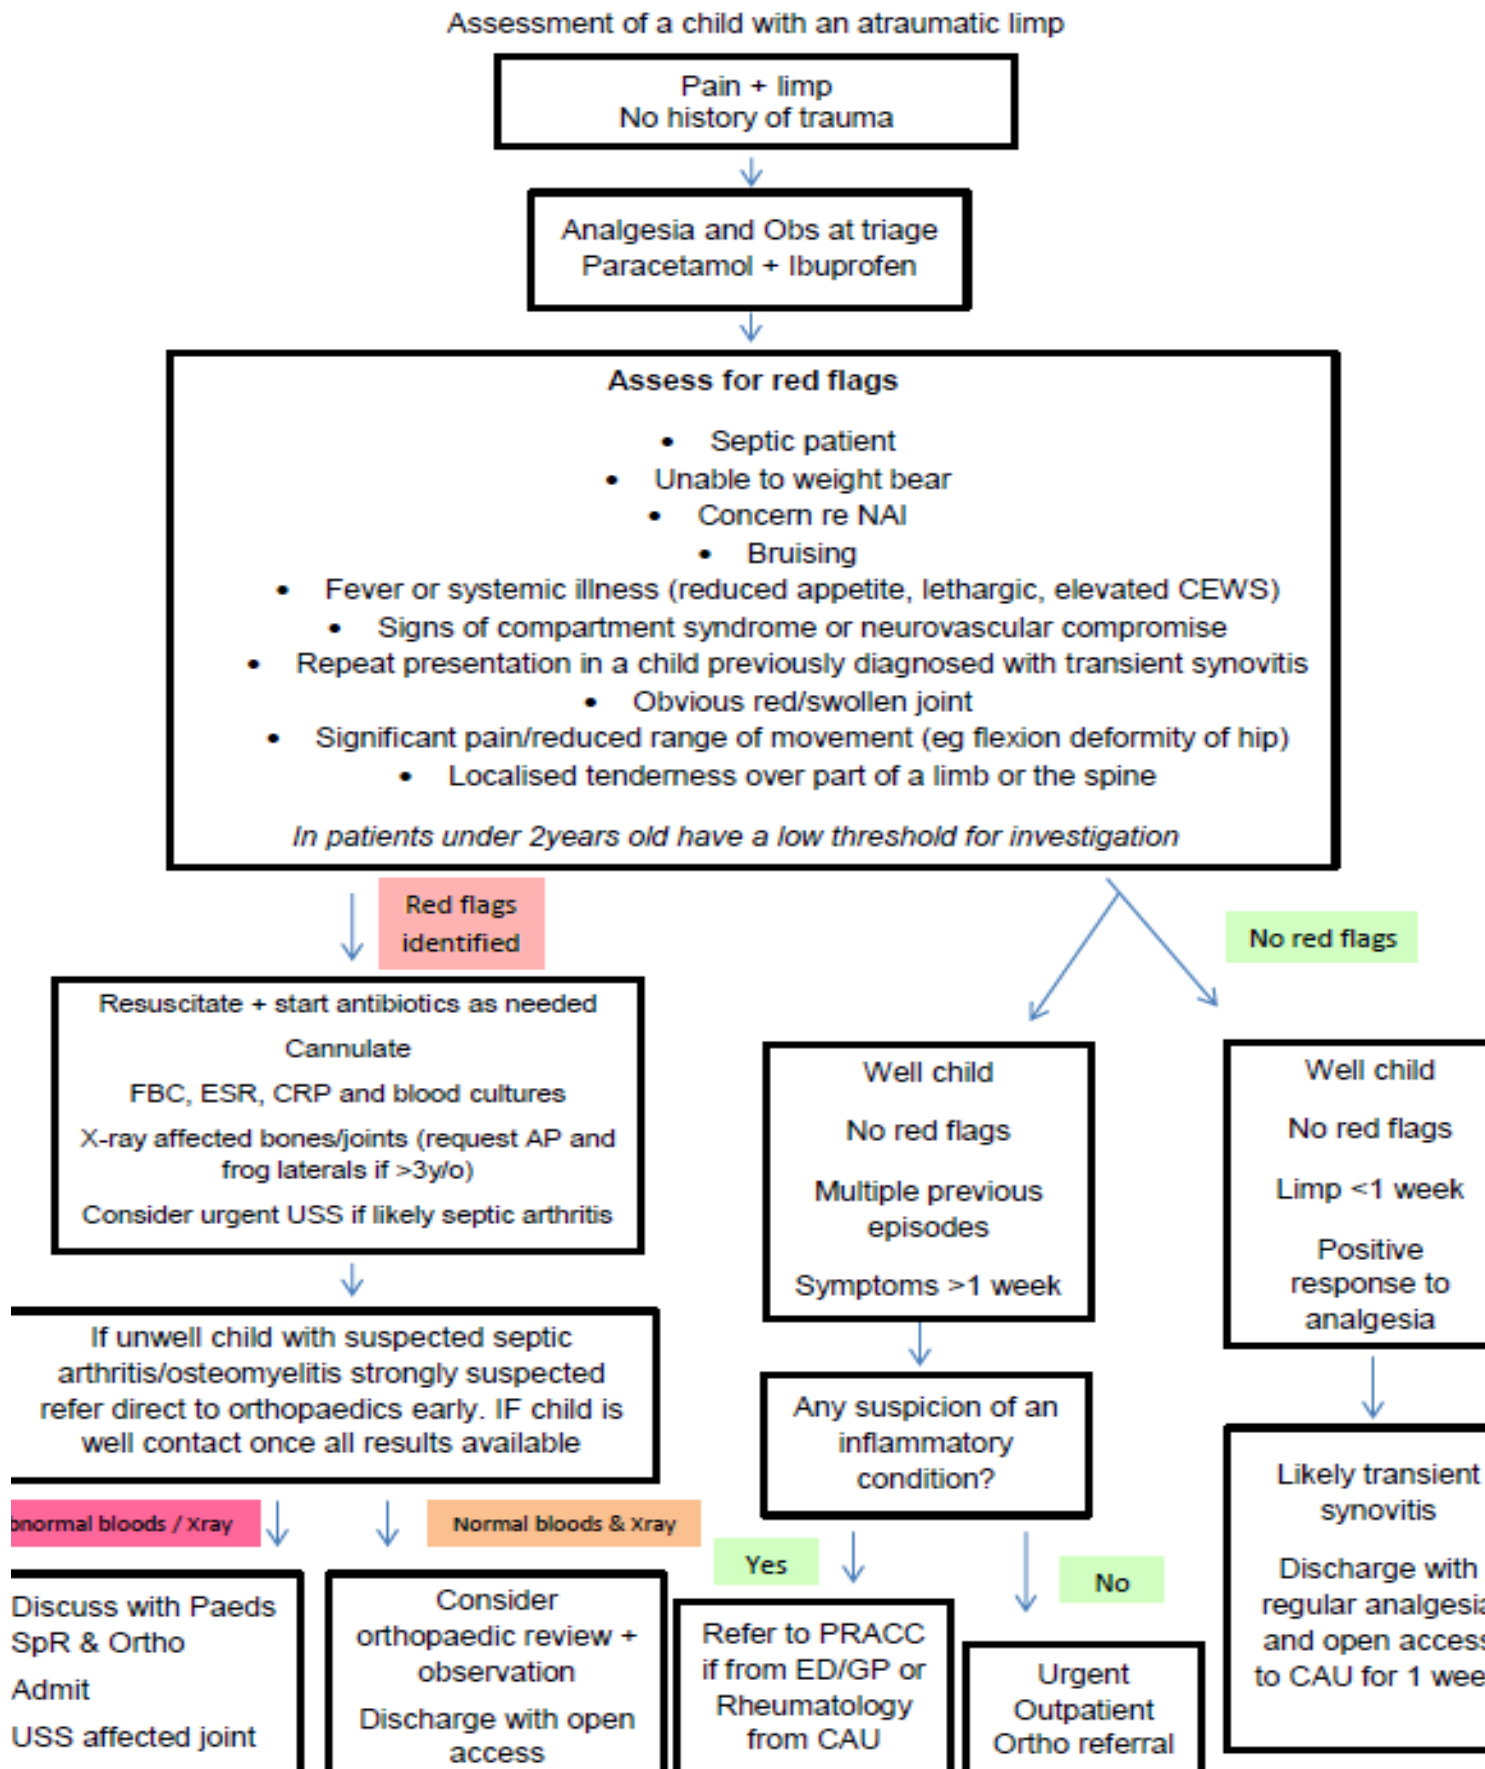 Assessment of a child with an atraumatic limp
Pain + limp
No history of trauma
Analgesia and Obs at triage
Paracetamol + Ibuprofen
Assess for red flags
• Septic patient
• Unable to weight bear
• Concern re NAI
• Bruising
• Fever or systemic illness (reduced appetite, lethargic, elevated CEWS)
• Signs of compartment syndrome or neurovascular compromise
• Repeat presentation in a child previously diagnosed with transient synovitis
• Obvious red/swollen joint
• Significant pain/reduced range of movement (eg flexion deformity of hip)
• Localised tenderness over part of a limb or the spine
In patients under 2years old have a low threshold for investigation
Red flags
identified
No red flags
Resuscitate + start antibiotics as needed
Cannulate
FBC, ESR, CRP and blood cultures
X-ray affected bones/joints (request AP and
frog laterals if >3y/o)
Consider urgent USS if likely septic arthritis
If unwell child with suspected septic
arthritis/osteomyelitis strongly suspected
refer direct to orthopaedics early. IF child is
well contact once all results available
bnormal bloods / Xray
Normal bloods & Xray
Discuss with Paeds
SpR & Ortho
Admit
USS affected joint
Consider
orthopaedic review +
observation
Discharge with open
access
Well child
No red flags
Multiple previous
episodes
Symptoms >1 week
Any suspicion of an
inflammatory
condition?
Yes
No
Refer to PRACC
if from ED/GP or
Rheumatology
from CAU
Urgent
Outpatient
Ortho referral
Well child
No red flags
Limp <1 week
Positive
response to
analgesia
Likely transient
synovitis
Discharge with
regular analgesia
and open access
to CAU for 1 wee